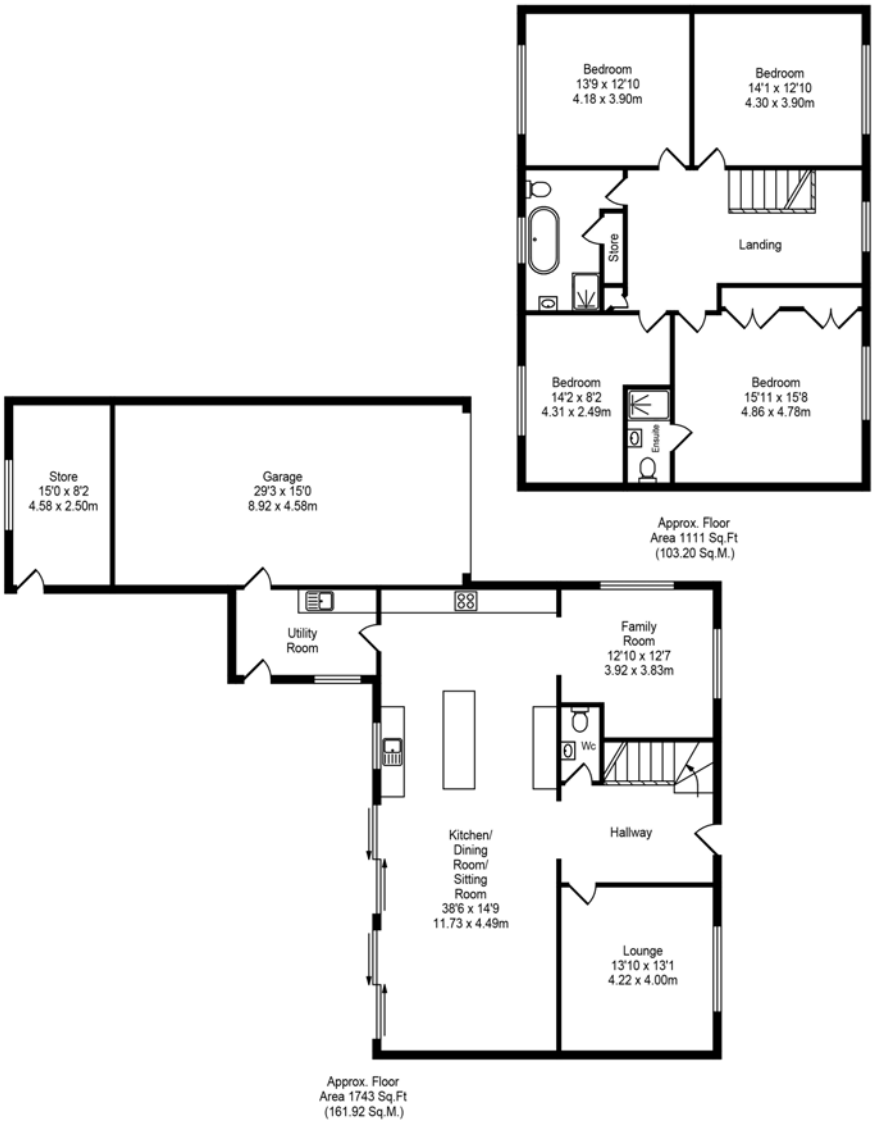 Bedroom
13'9 x 12'10
4.18 x 3.90m
Bedroom
14'1 x 12'10
4.30 x 3.90m
Store
Landing
Bedroom
14'2 x 8'2
4.31 x 2.49m
Ensuite
Bedroom
15'11 x 15'8
4.86 x 4.78m
Approx. Floor
Area 1111 Sq.Ft
(103.20 Sq.M.)
Store
15'0 x 8'2
4.58 x 2.50m
Garage
29'3 x 15'0
8.92 x 4.58m
Utility
Room
Family
Room
12'10 x 12'7
3.92 x 3.83m
Wc
Hallway
Kitchen/
Dining
Room/
Sitting
Room
38'6 x 14'9
11.73 x 4.49m
Lounge
13'10 x 13'1
4.22 x 4.00m
Approx. Floor
Area 1743 Sq.Ft
(161.92 Sq.M.)